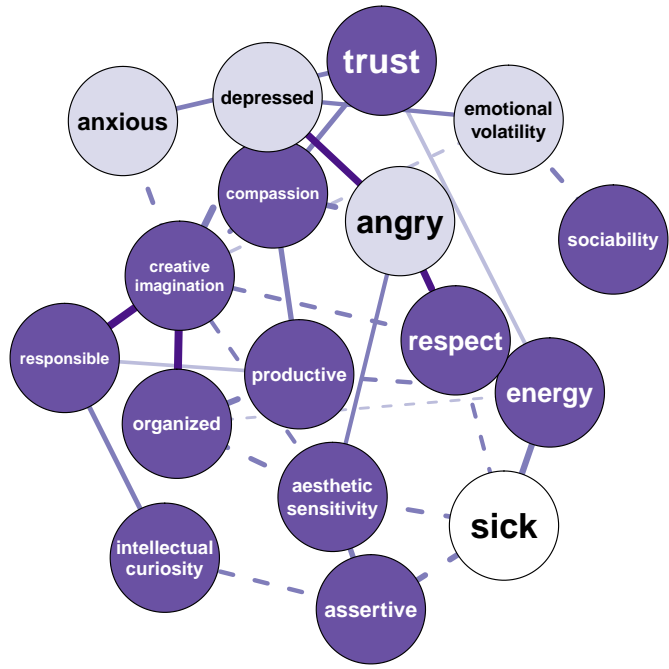 trust
depressed
emotional
volatility
anxious
compassion
angry
sociability
creative
imagination
respect
responsible
productive
energy
organized
aesthetic
sensitivity
sick
intellectual
curiosity
assertive